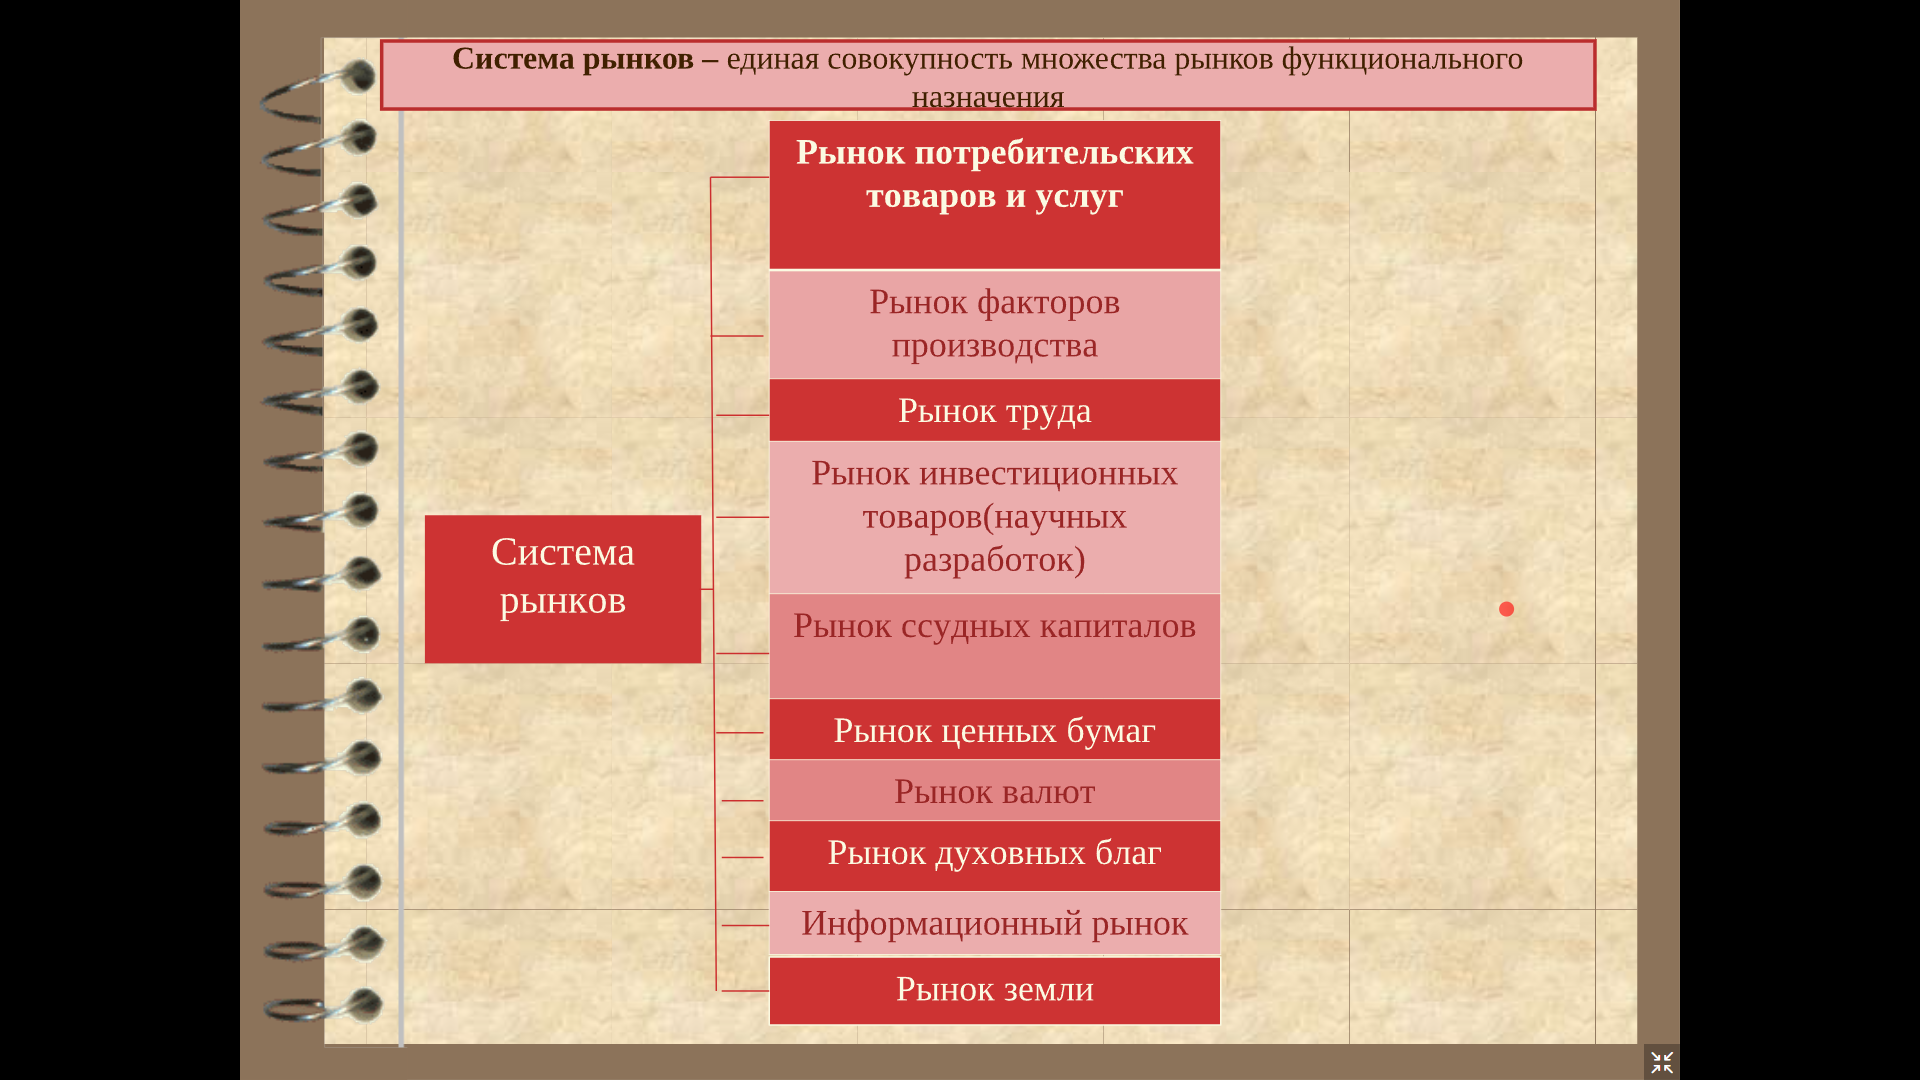 Система рынков – единая совокупность множества рынков функционального
назначения
Рынок потребительских
товаров и услуг
Рынок факторов
производства
Рынок труда
Рынок инвестиционных
товаров(научных
разработок)
Система
рынков
Рынок ссудных капиталов
Рынок ценных бумаг
Рынок валют
Рынок духовных благ
Информационный рынок
Рынок земли